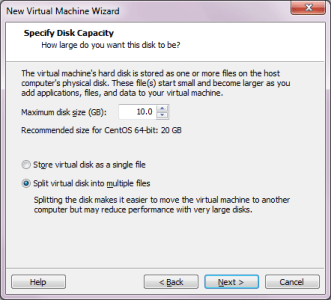 New Virtual Machine Wizard
Specify Disk Capacity
How large do you want this disk to be?
The virtual machine's hard disk is stored as one or more files on the host
computer's physical disk. These file(s) start small and become larger as you
add applications, files, and data to your virtual machine.
Maximum disk size (GB): 10.0
Recommended size for CentOS 64-bit: 20 GB
Store virtual disk as a single file
Split virtual disk into multiple files
Splitting the disk makes it easier to move the virtual machine to another
computer but may reduce performance with very large disks.
Help < Back Next > Cancel